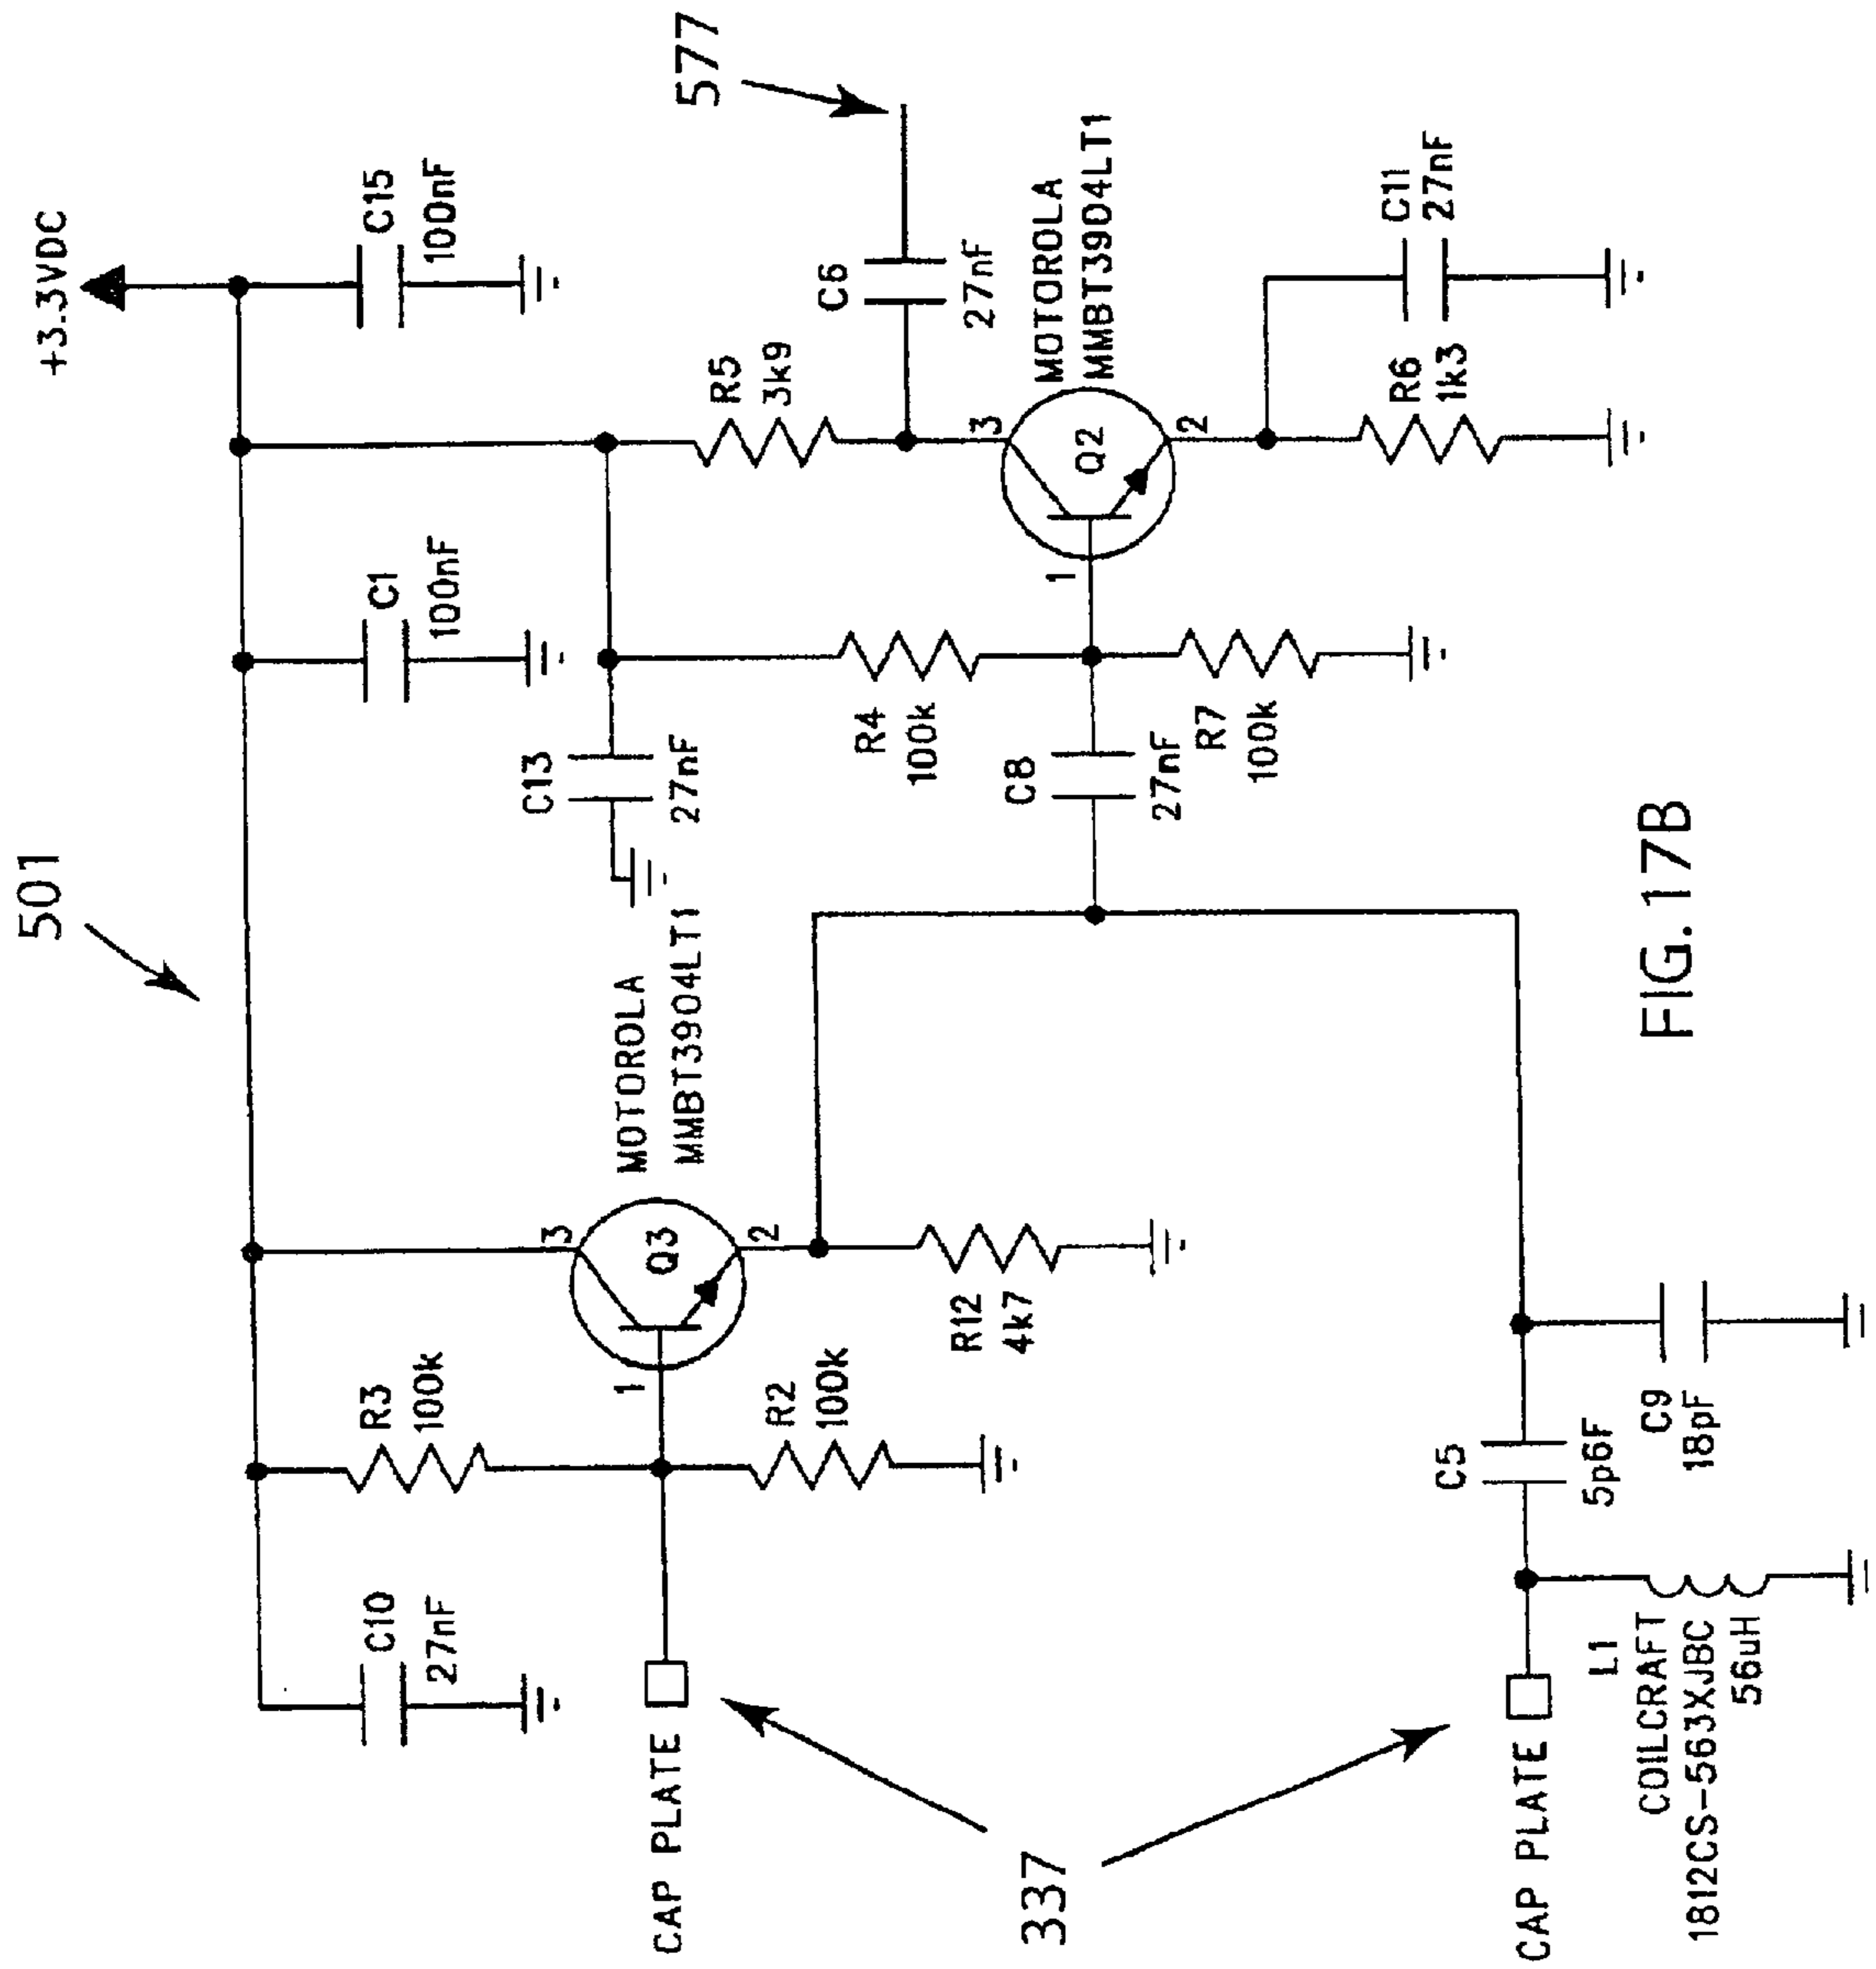 501
+3.3VDC
C10
27nF
R3
100k
C1
100nF
C15
100nF
577
CAP PLATE
1
3
Q3
2
MOTOROLA
MMBT3904LT1
R2
100k
R12
4k7
C13
27nF
R4
100k
C8
27nF
R7
100k
R5
3k9
C6
27nF
1
3
Q2
2
MOTOROLA
MMBT3904LT1
R6
1k3
C11
27nF
337
CAP PLATE
L1
COILCRAFT
1812CS-563XJBC
56uH
C5
5p6F
C9
18pF
FIG. 17B